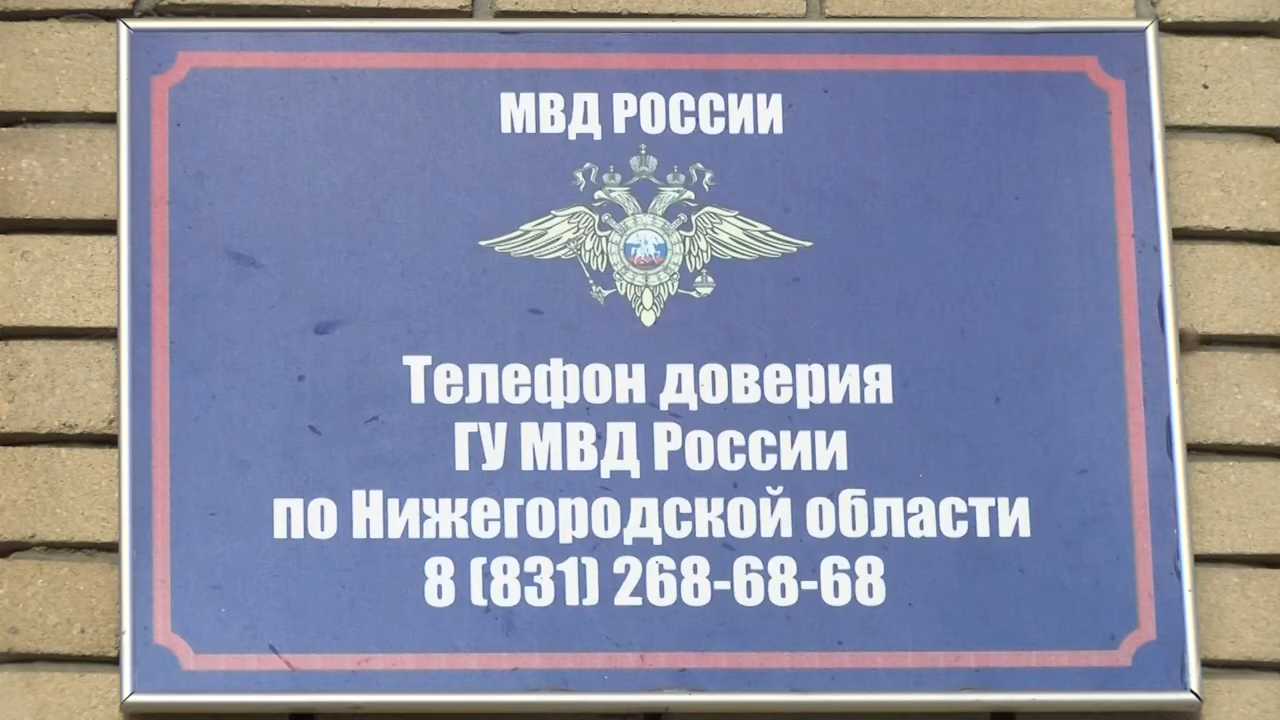 МВД РОССИИ
Телефон доверия
ГУ МВД России
по Нижегородской области
8 (831) 268-68-68